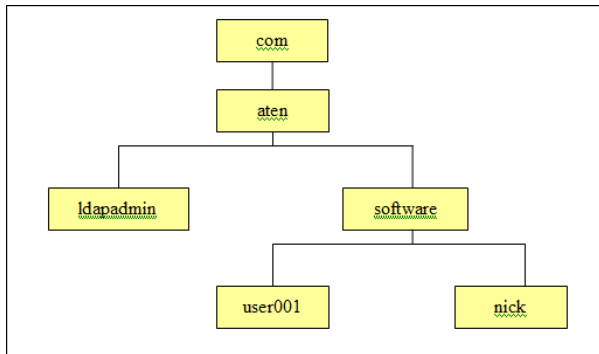 com
aten
ldapadmin
software
user001
nick